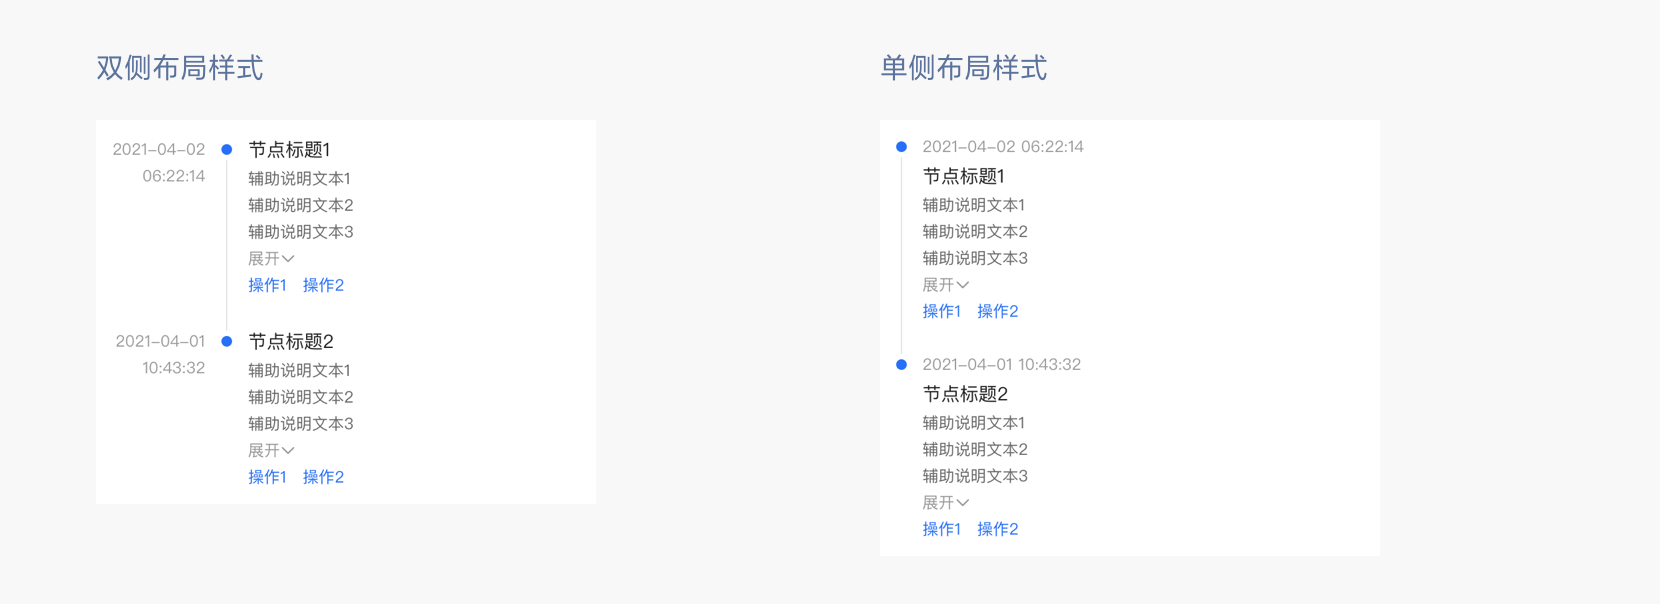 双侧布局样式
2021-04-02
06:22:14
节点标题1
辅助说明文本1
辅助说明文本2
辅助说明文本3
展开
操作1 操作2
2021-04-01
10:43:32
节点标题2
辅助说明文本1
辅助说明文本2
辅助说明文本3
展开
操作1 操作2
单侧布局样式
2021-04-02 06:22:14
节点标题1
辅助说明文本1
辅助说明文本2
辅助说明文本3
展开
操作1 操作2
2021-04-01 10:43:32
节点标题2
辅助说明文本1
辅助说明文本2
辅助说明文本3
展开
操作1 操作2